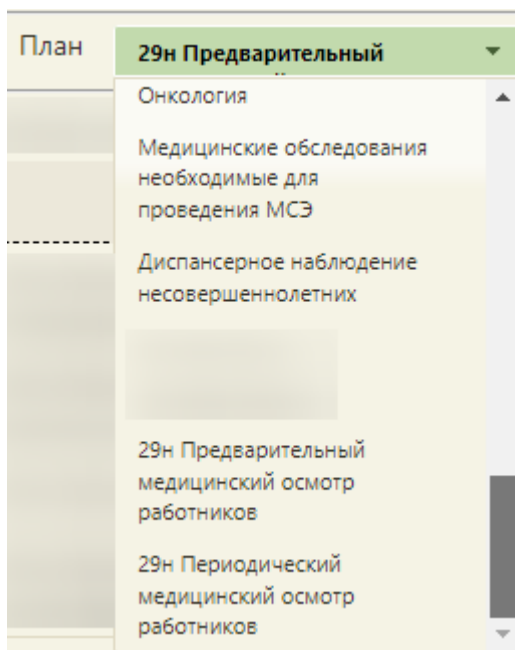 План
29н Предварительный
Онкология
Медицинские обследования
необходимые для
проведения МСЭ
Диспансерное наблюдение
несовершеннолетних
29н Предварительный
медицинский осмотр
работников
29н Периодический
медицинский осмотр
работников